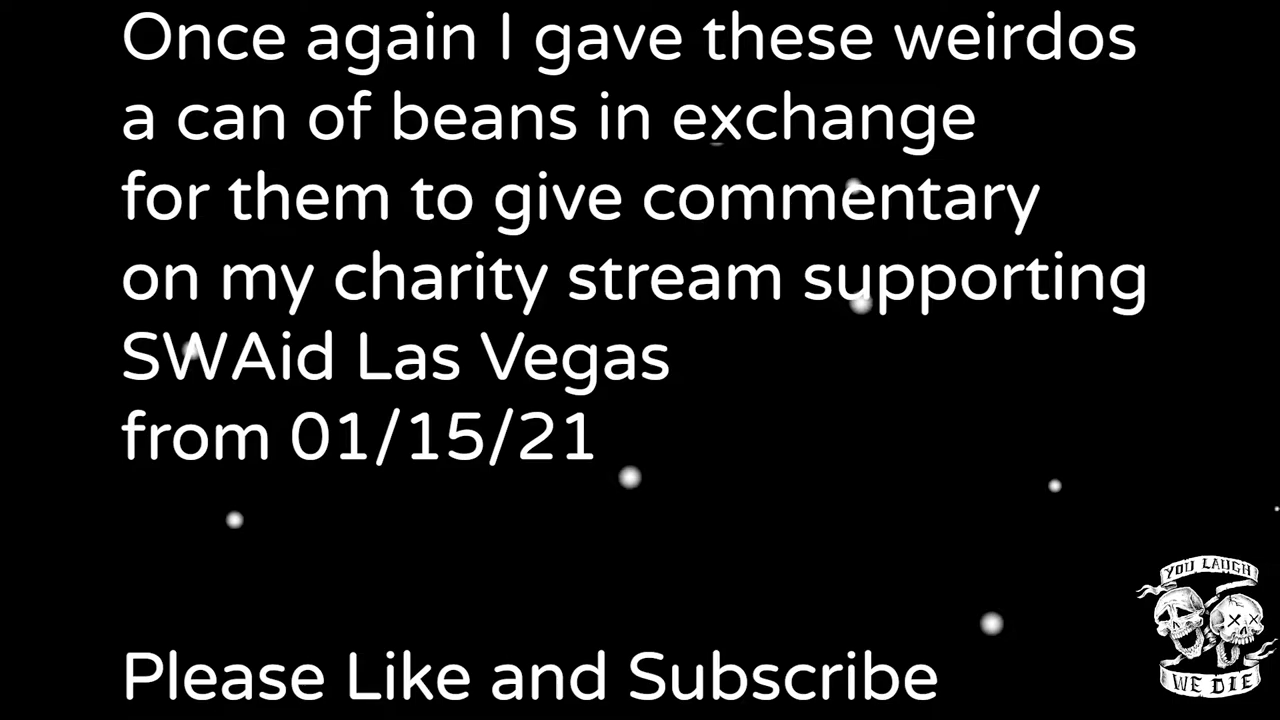 Once again I gave these weirdos
a can of beans in exchange
for them to give commentary
on my charity stream supporting
SWAid Las Vegas
from 01/15/21
Please Like and Subscribe
YOU LAUGH
WE DIE